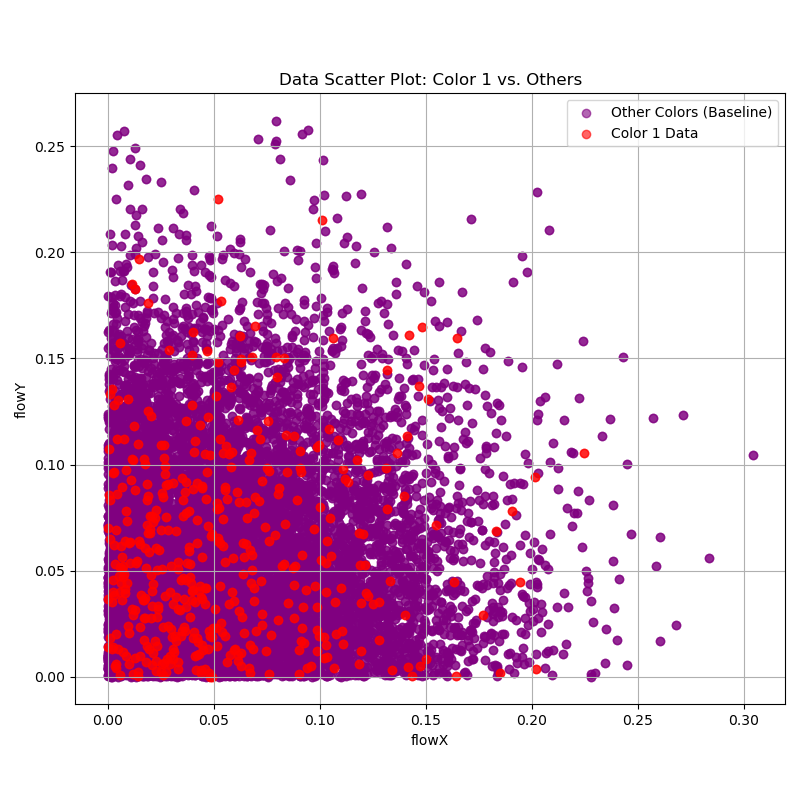 Data Scatter Plot: Color 1 vs. Others
Other Colors (Baseline)
Color 1 Data
flowY
0.25
0.20
0.15
0.10
0.05
0.00
0.00 0.05 0.10 0.15 0.20 0.25 0.30
flowX